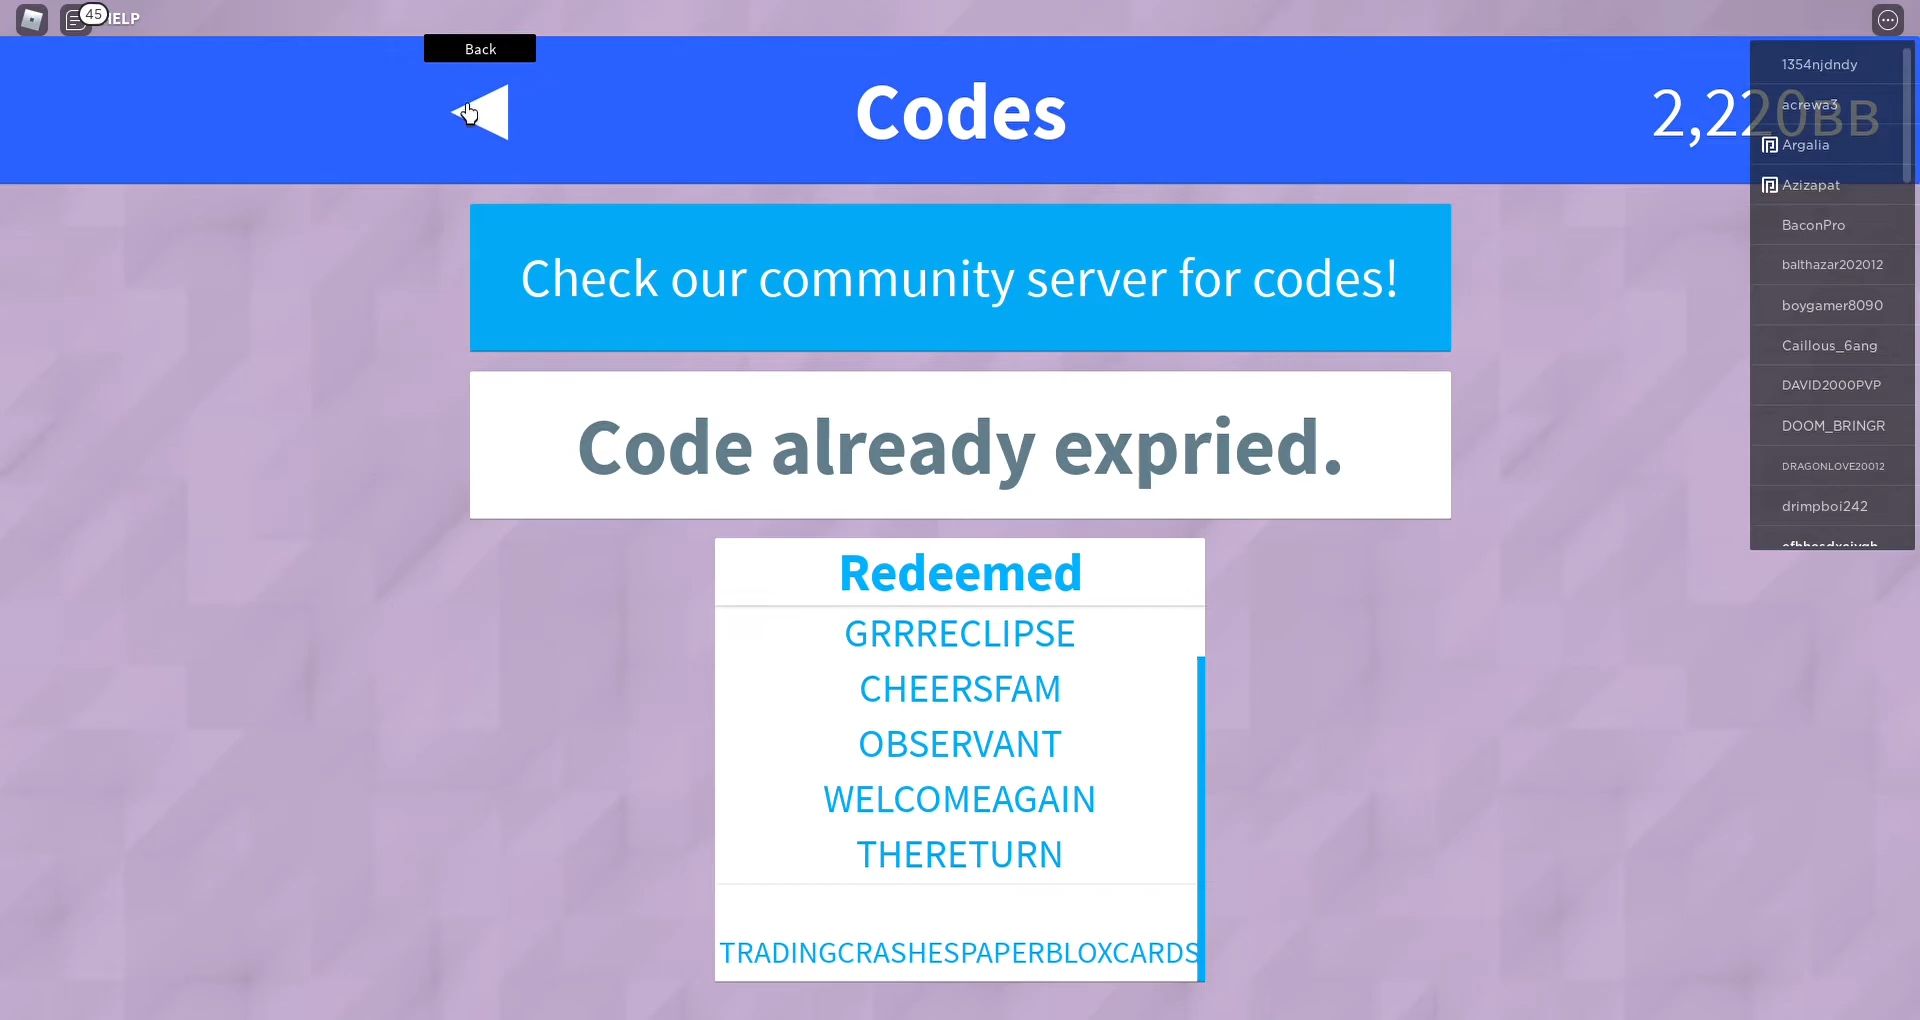 45
HELP
Back
Codes
2,220BB
Check our community server for codes!
Code already expried.
Redeemed
GRRRECLIPSE
CHEERSFAM
OBSERVANT
WELCOMEAGAIN
THERETURN
TRADINGCRASHESPAPERBLOXCARDS
1354njdndy
acrewa3
Argalia
Azizapat
BaconPro
balthazar202012
boygamer8090
Caillous_6ang
DAVID2000PVP
DOOM_BRINGR
DRAGONLOVE20012
drimpboi242